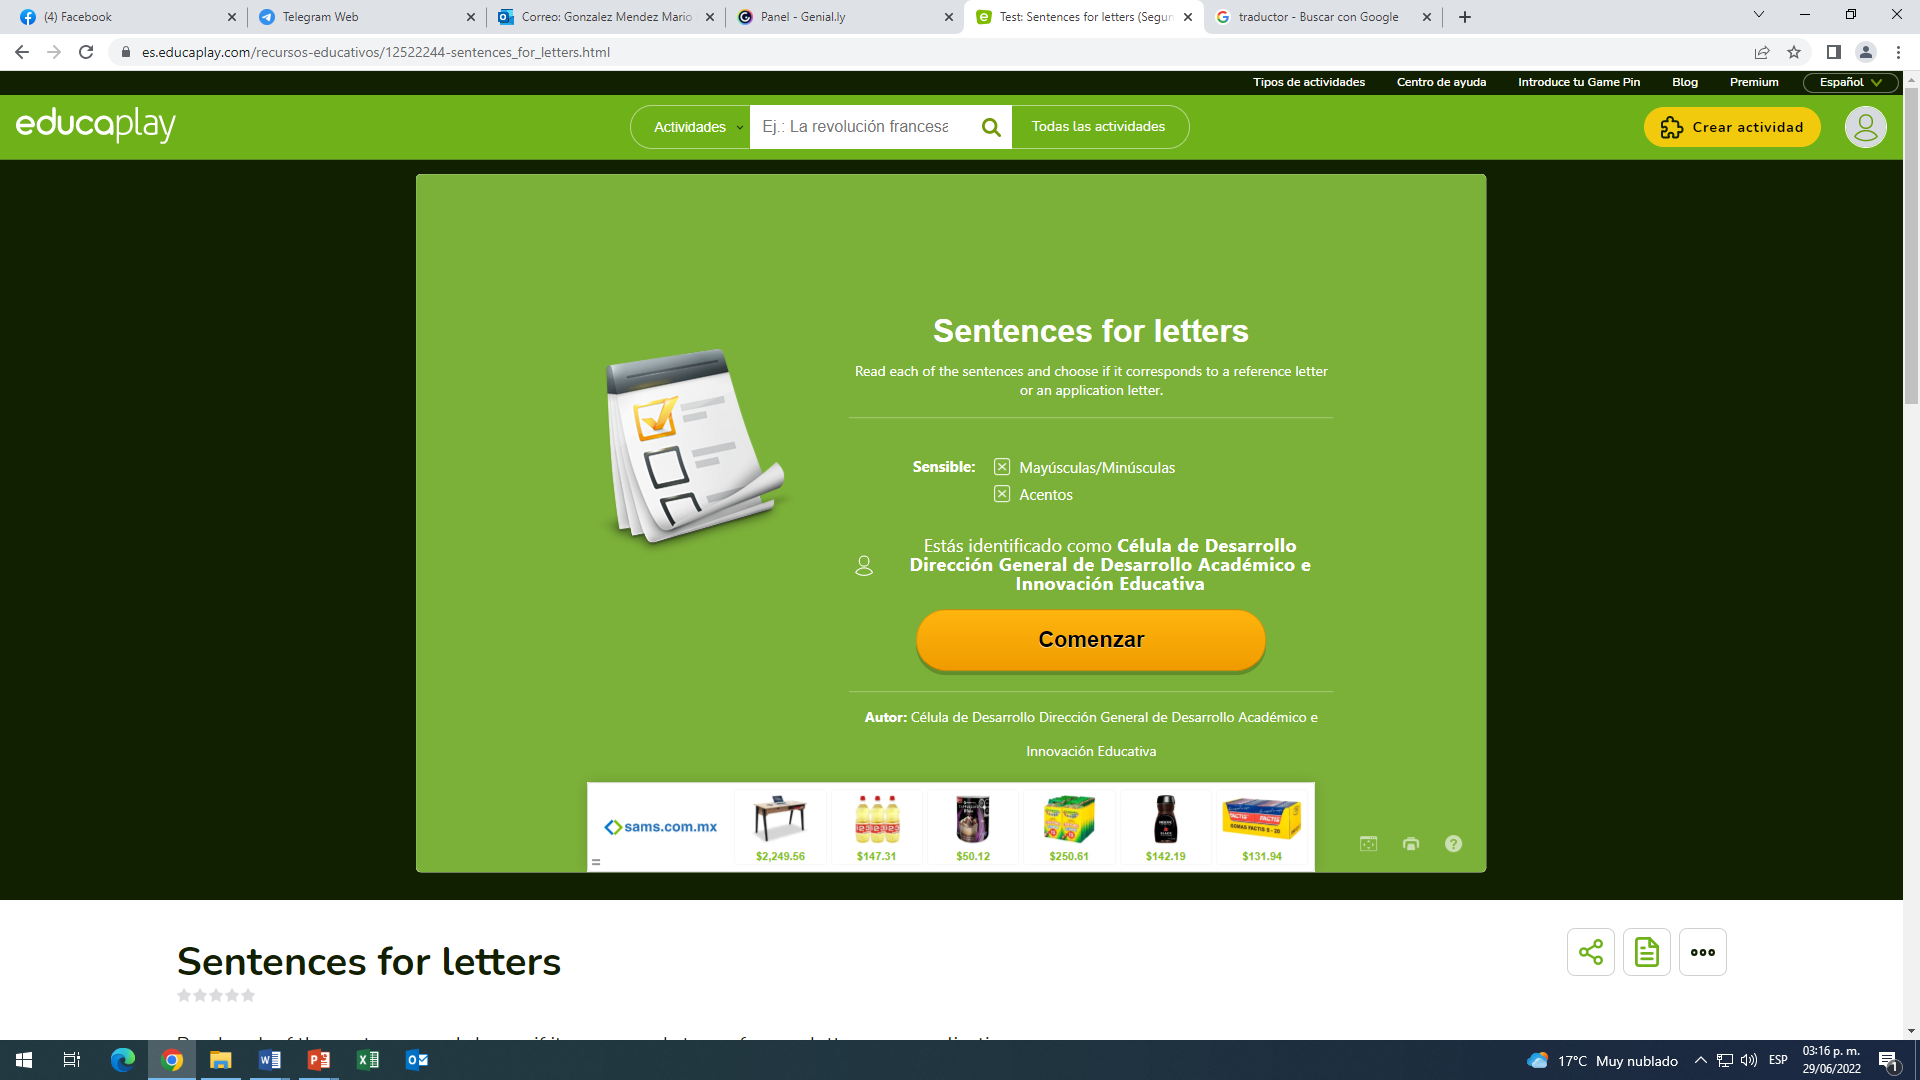 (4) Facebook
Telegram Web
Correo: Gonzalez Mendez Mario
Panel - Genial.ly
Test: Sentences for letters (Segun
traductor - Buscar con Google
es.educaplay.com/recursos-educativos/12522244-sentences_for_letters.html
Tipos de actividades
Centro de ayuda
Introduce tu Game Pin
Blog
Premium
Español
educaplay
Actividades
Ej.: La revolución francesa
Todas las actividades
Crear actividad
Sentences for letters
Read each of the sentences and choose if it corresponds to a reference letter
or an application letter.
Sensible:
Mayúsculas/Minúsculas
Acentos
Estás identificado como Célula de Desarrollo
Dirección General de Desarrollo Académico e
Innovación Educativa
Comenzar
Autor: Célula de Desarrollo Dirección General de Desarrollo Académico e
Innovación Educativa
sams.com.mx
$2,249.56
$147.31
$50.12
$250.61
$142.19
$131.94
Sentences for letters
17°C Muy nublado
ESP
03:16 p. m.
29/06/2022
1